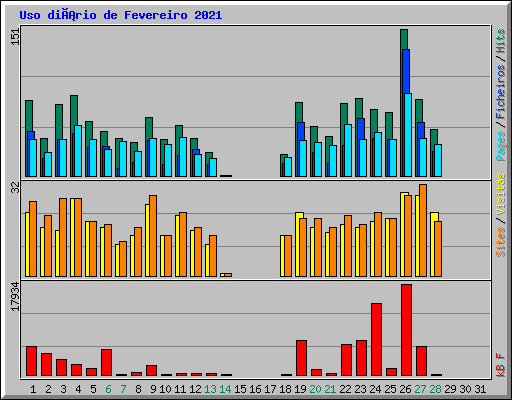 Uso diÃ¡rio de Fevereiro 2021
151
32
17934
Pages / Ficheiros / Hits
Sites / Visitas
kB F
1 2 3 4 5 6 7 8 9 10 11 12 13 14 15 16 17 18 19 20 21 22 23 24 25 26 27 28 29 30 31